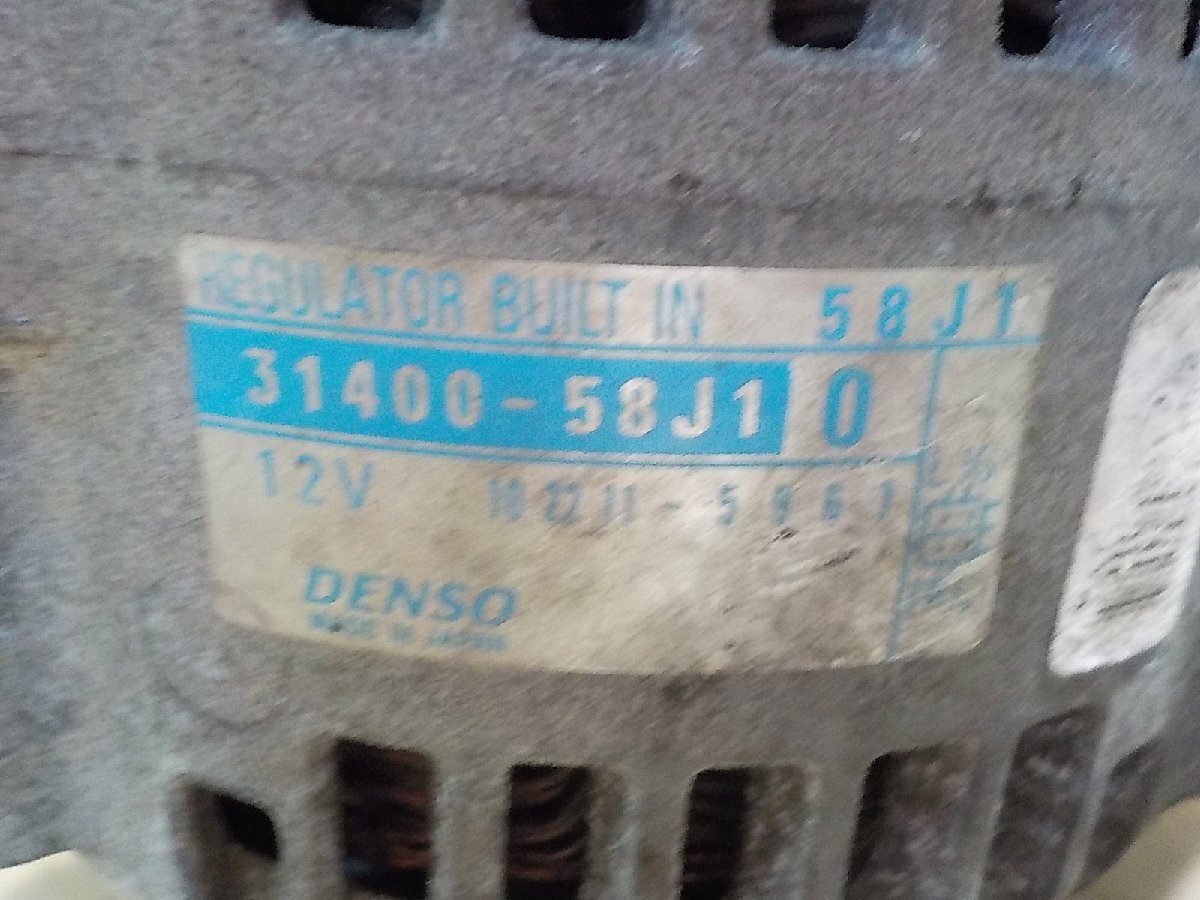 REGULATOR BUILT IN 58J1
31400-58J1 0
12V
DENSO
MADE IN JAPAN